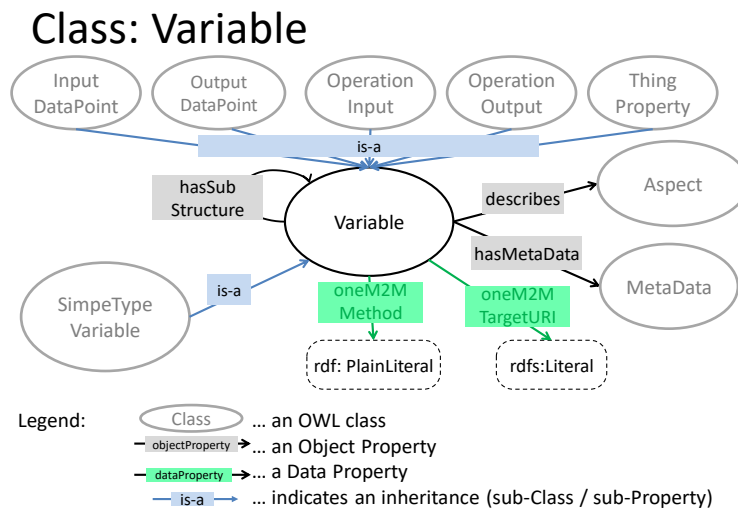 Class: Variable
Input
DataPoint
Output
DataPoint
Operation
Input
Operation
Output
Thing
Property
is-a
hasSub
Structure
Variable
describes
Aspect
hasMetaData
MetaData
SimpeType
Variable
is-a
oneM2M
Method
oneM2M
TargetURI
rdf: PlainLiteral
rdfs:Literal
Legend:
Class
... an OWL class
objectProperty
... an Object Property
dataProperty
... a Data Property
is-a
... indicates an inheritance (sub-Class / sub-Property)